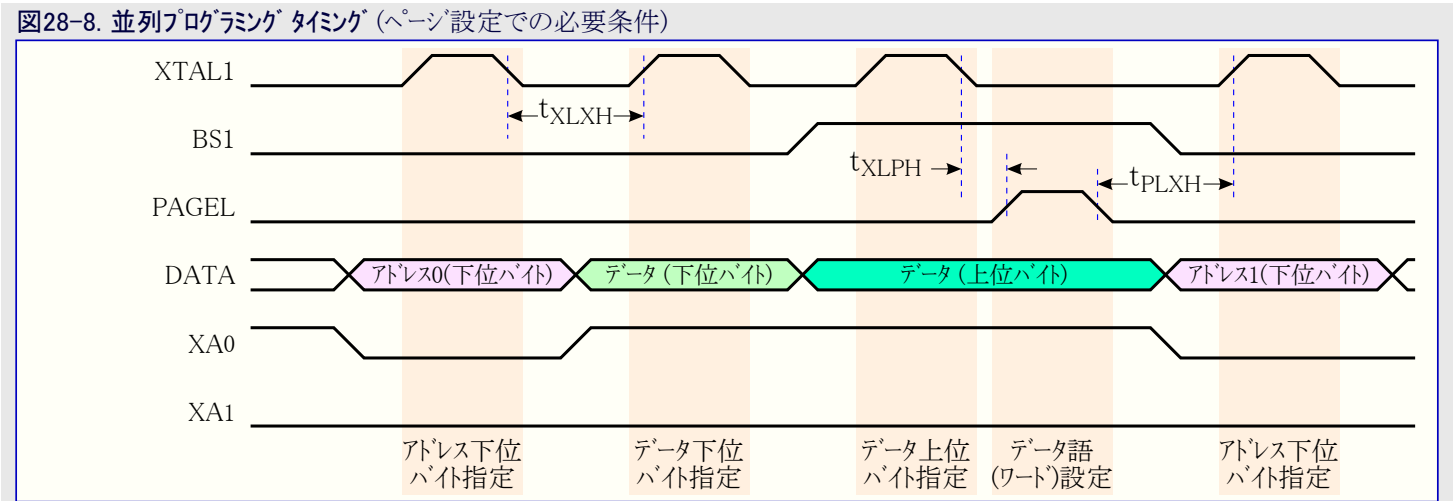 図28-8. 並列プログラミング タイミング (ページ設定での必要条件)
XTAL1
tXLXH
BS1
tXLPH
tPLXH
PAGEL
DATA
アドレス0(下位バイト)
データ (下位バイト)
データ (上位バイト)
アドレス1(下位バイト)
XA0
XA1
アドレス下位
バイト指定
データ下位
バイト指定
データ上位
バイト指定
データ語
(ワード)設定
アドレス下位
バイト指定